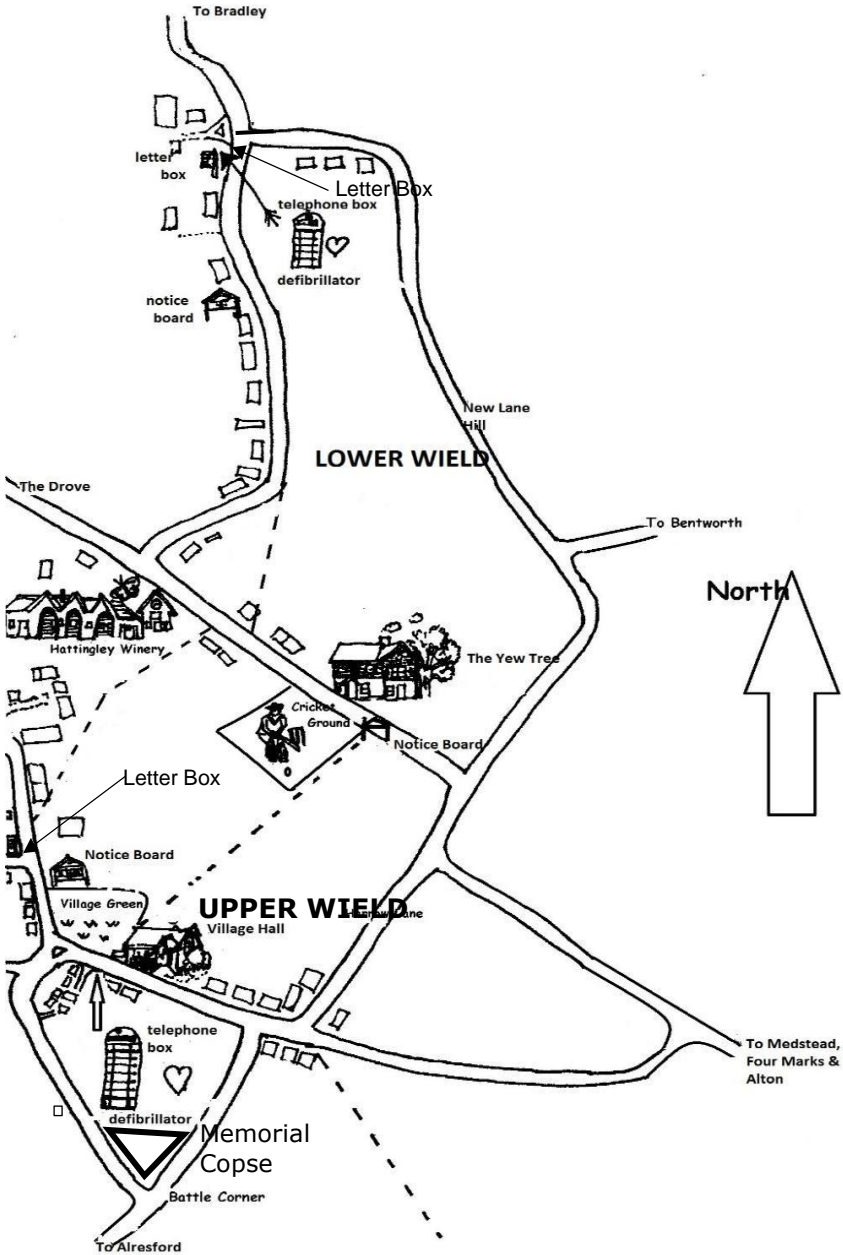 To Bradley
letter
box
Letter Box
telephone box
defibrillator
notice
board
New Lane
Hill
LOWER WIELD
The Drove
To Bentworth
North
Hattingley Winery
The Yew Tree
Cricket
Ground
Notice Board
Letter Box
Notice Board
Village Green
UPPER WIELD
Lane
Village Hall
telephone
box
defibrillator
To Medstead,
Four Marks &
Alton
Memorial
Copse
Battle Corner
To Alresford